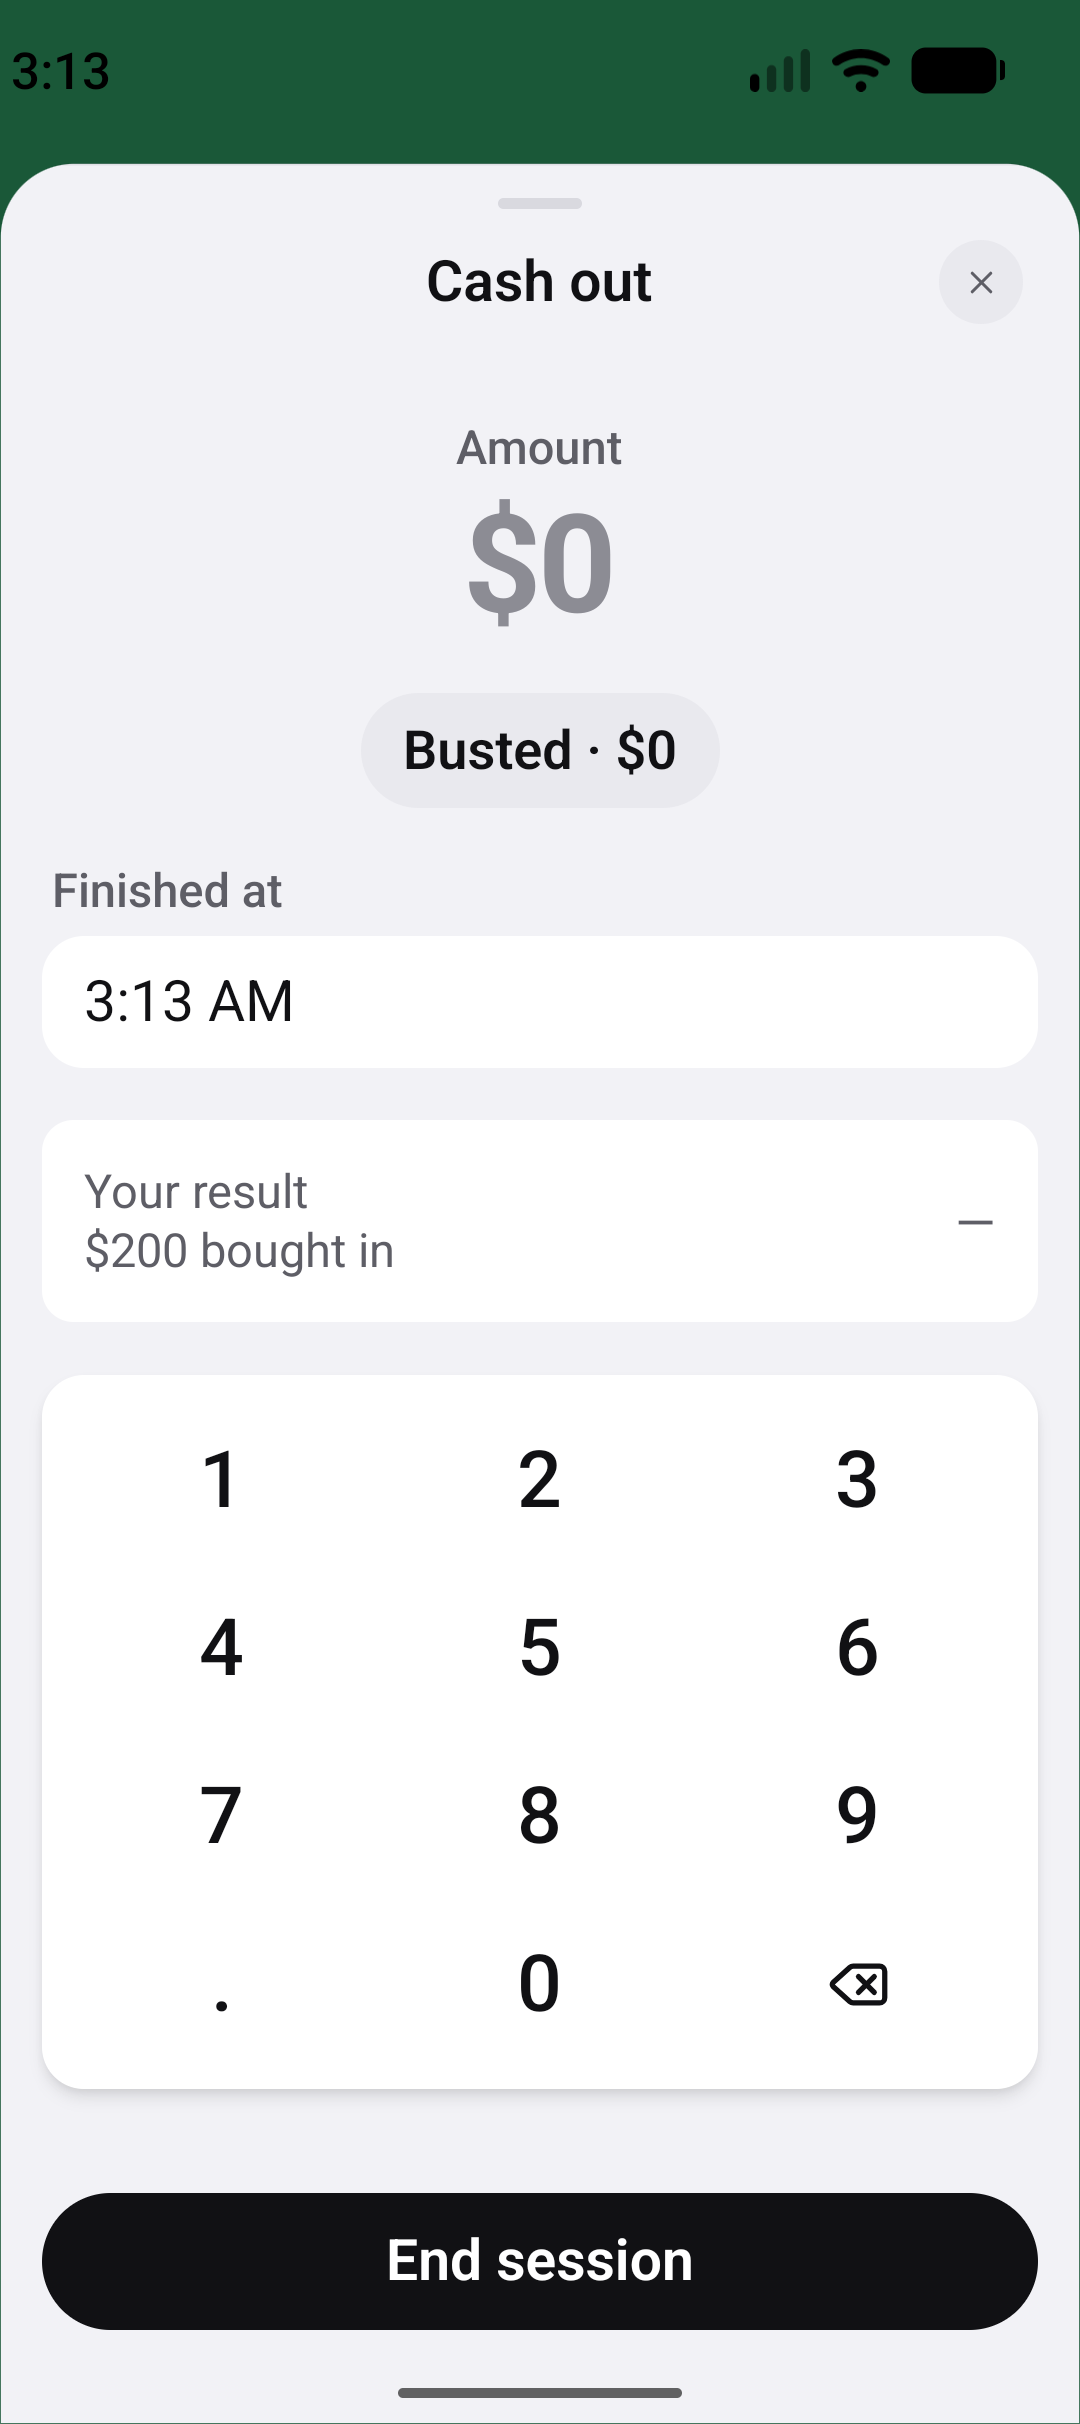 3:13
Cash out
Amount
$0
Busted · $0
Finished at
3:13 AM
Your result
$200 bought in
—
1 2 3
4 5 6
7 8 9
. 0
End session